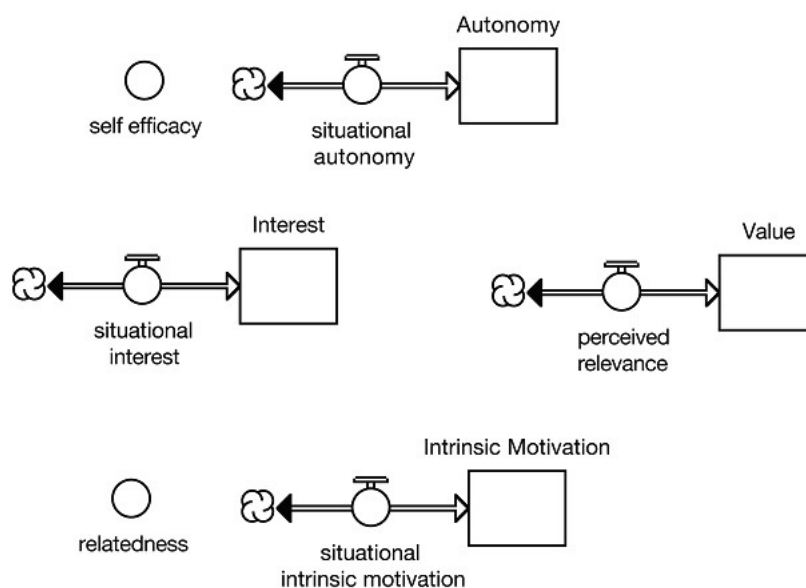 Autonomy
self efficacy
situational
autonomy
Interest
Value
situational
interest
perceived
relevance
Intrinsic Motivation
relatedness
situational
intrinsic motivation